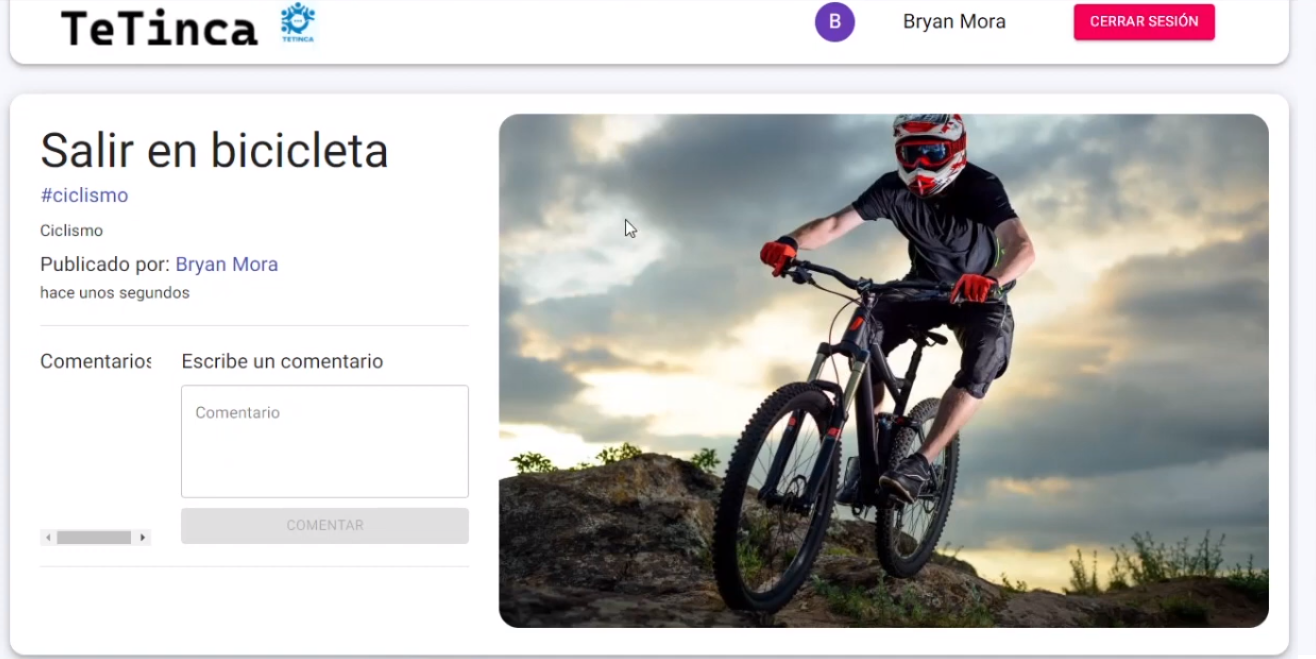 TeTinca
TETINCA
B
Bryan Mora
CERRAR SESIÓN
Salir en bicicleta
#ciclismo
Ciclismo
Publicado por: Bryan Mora
hace unos segundos
Comentarios
Escribe un comentario
Comentario
COMENTAR